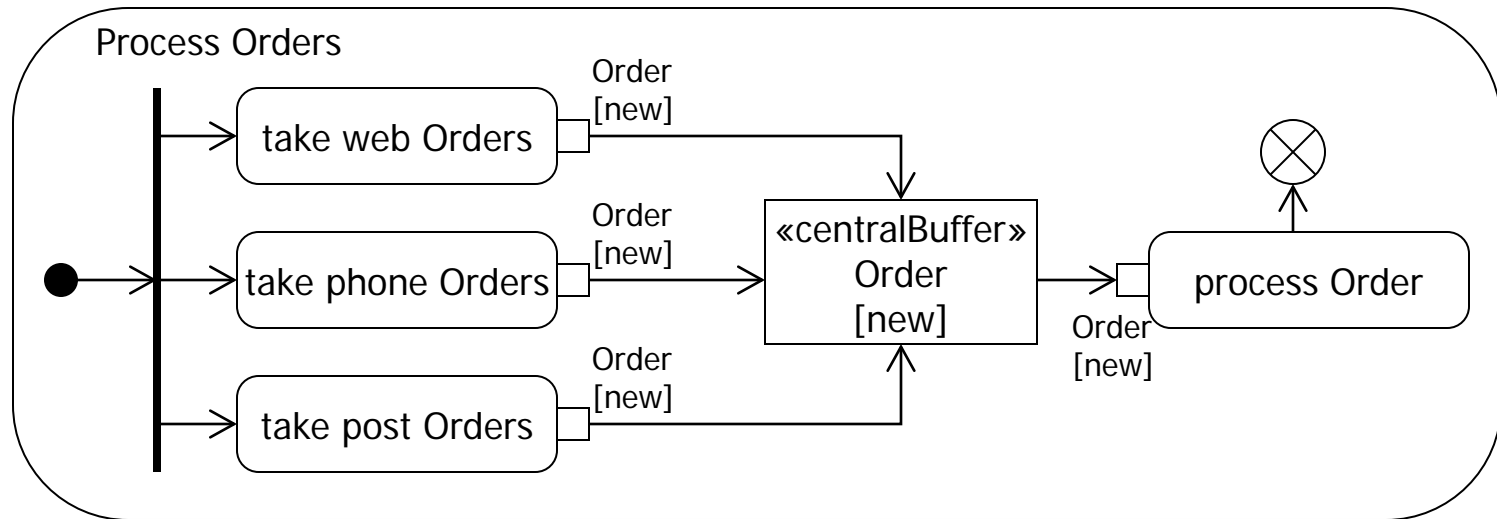 Process Orders
Order
[new]
take web Orders
Order
[new]
take phone Orders
«centralBuffer»
Order
[new]
process Order
Order
[new]
Order
[new]
take post Orders